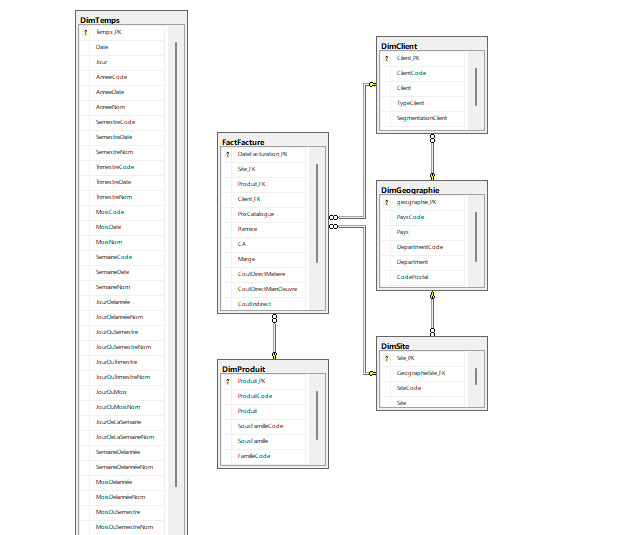 DimTemps
Temps_PK
Date
Jour
AnneeCode
AnneeDate
AnneeNom
SemestreCode
SemestreDate
SemestreNom
TrimestreCode
TrimestreDate
TrimestreNom
MoisCode
MoisDate
MoisNom
SemaineCode
SemaineDate
SemaineNom
JourDelannée
JourDelannéeNom
JourDuSemestre
JourDuSemestreNom
JourDuTrimestre
JourDuTrimestreNom
JourDuMois
JourDuMoisNom
JourDeLaSemaine
JourDeLaSemaineNom
SemaineDelannée
SemaineDelannéeNom
MoisDelannée
MoisDelannéeNom
MoisDuSemestre
MoisDuSemestreNom
FactFacture
DateFacturation_PK
Site_FK
Produit_FK
Client_FK
PrixCatalogue
Remise
CA
Marge
CoutDirectMatiere
CoutDirectMainOeuvre
CoutIndirect
DimProduit
Produit_PK
ProduitCode
Produit
SousFamilleCode
SousFamille
FamilleCode
DimClient
Client_PK
ClientCode
Client
TypeClient
SegmentationClient
DimGeographie
geographie_PK
PaysCode
Pays
DepartmentCode
Department
CodePostal
DimSite
Site_PK
GeographieSite_FK
SiteCode
Site